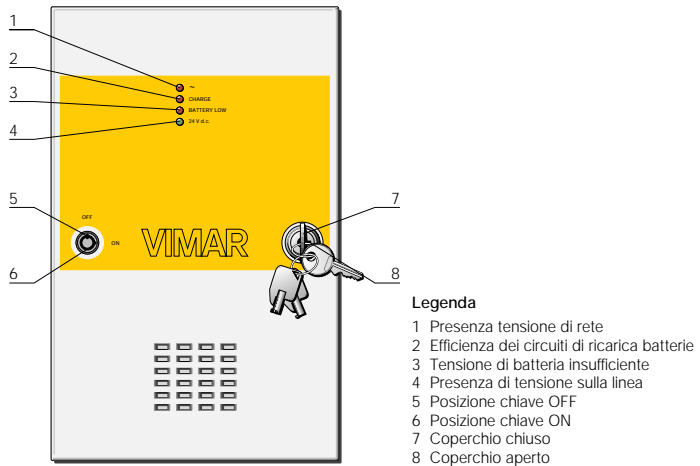 1
2
3
4
~
CHARGE
BATTERY LOW
24 V d.c.
5
6
7
8
OFF
ON
VIMAR
Legenda
1 Presenza tensione di rete
2 Efficienza dei circuiti di ricarica batterie
3 Tensione di batteria insufficiente
4 Presenza di tensione sulla linea
5 Posizione chiave OFF
6 Posizione chiave ON
7 Coperchio chiuso
8 Coperchio aperto